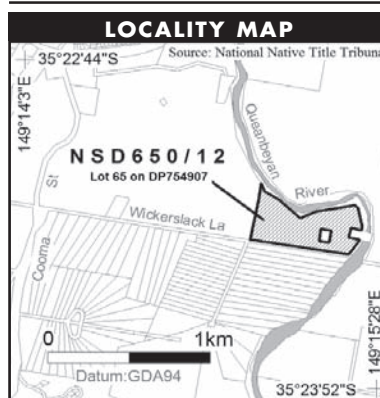 LOCALITY MAP
Source: National Native Title Tribunal
35°22'44"S
149°14'3"E
NSD650/12
Lot 65 on DP754907
Queanbeyan
River
Wickerslack La
St
Cooma
0 1km
Datum:GDA94
149°15'28"E
35°23'52"S